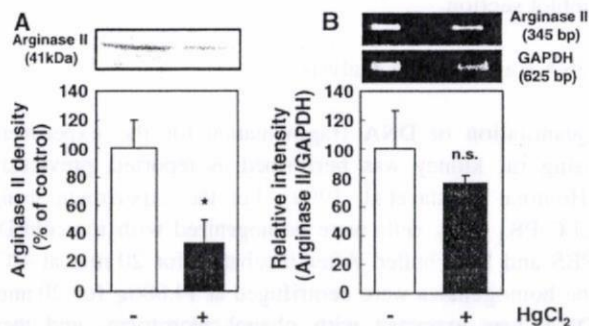 A
Arginase II
(41kDa)
Arginase II density
(% of control)
140
120
100
80
60
40
20
0
*
-
+
B
Arginase II
(345 bp)
GAPDH
(625 bp)
Relative intensity
(Arginase II/GAPDH)
140
120
100
80
60
40
20
0
n.s.
-
+
HgCl₂